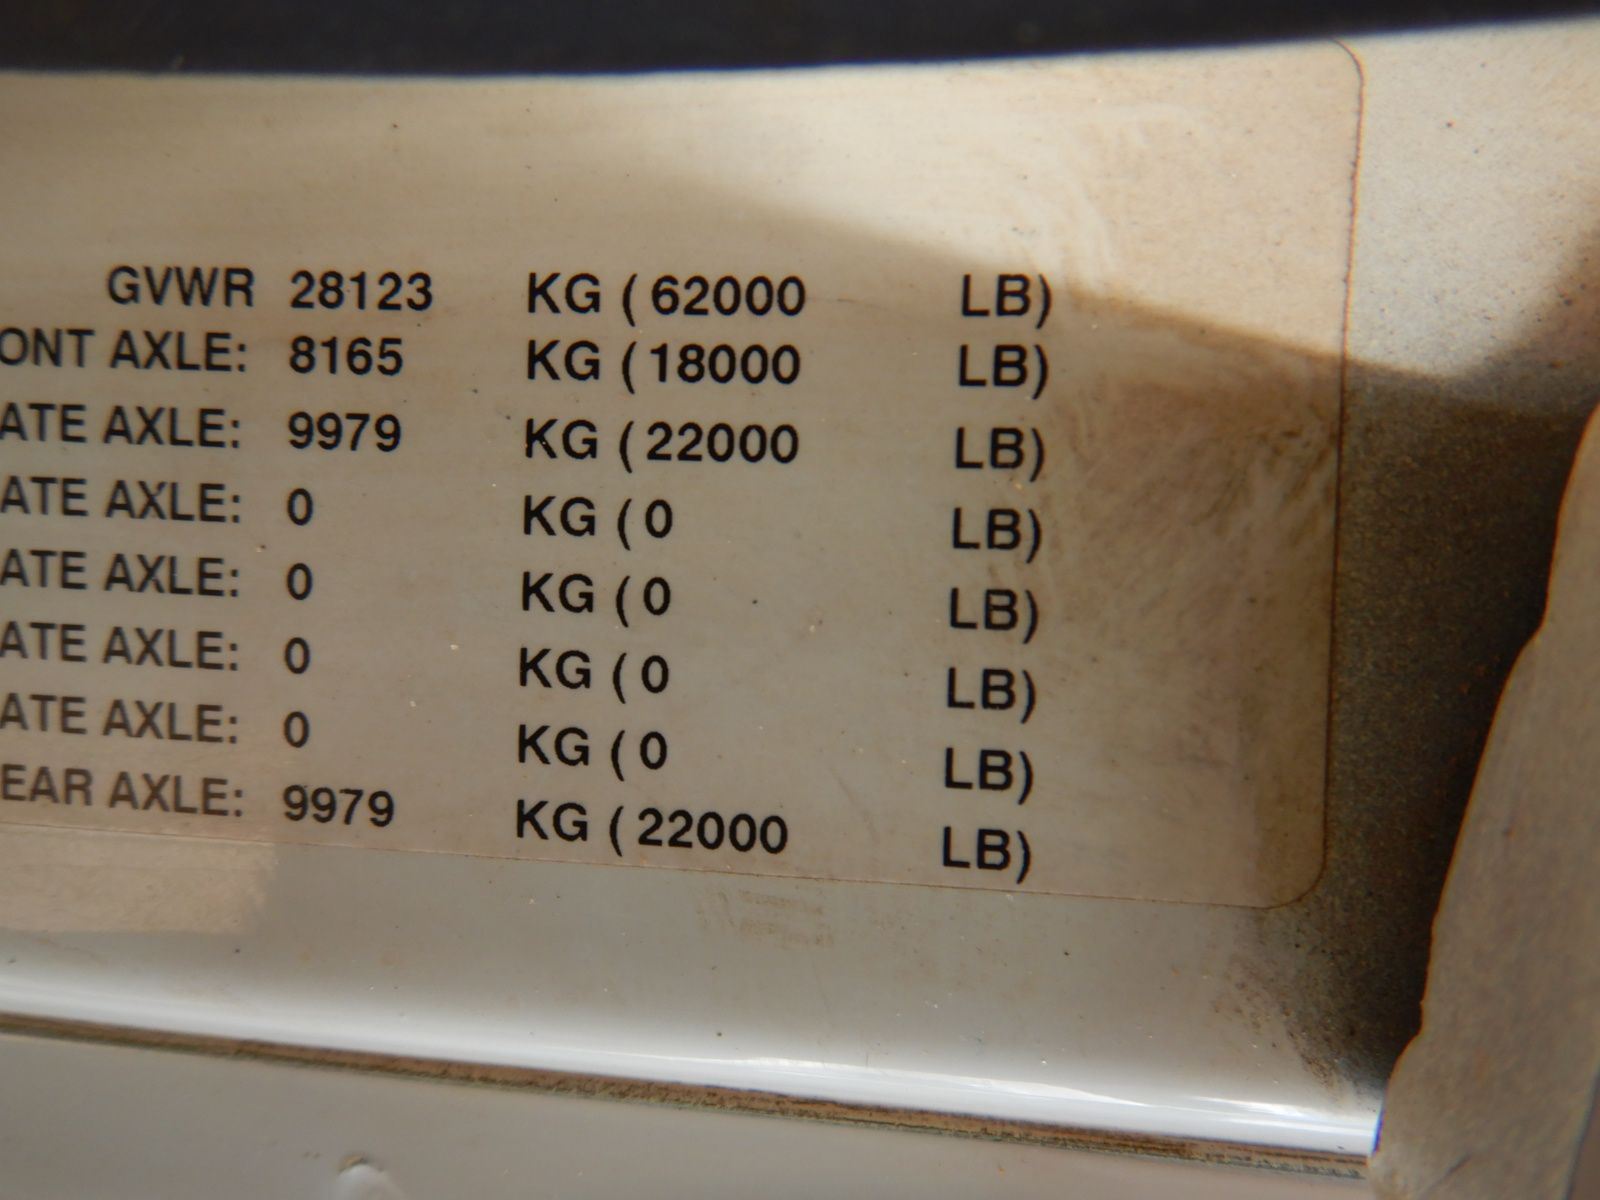 GVWR 28123 KG (62000 LB)
ONT AXLE: 8165 KG (18000 LB)
ATE AXLE: 9979 KG (22000 LB)
ATE AXLE: 0 KG (0 LB)
ATE AXLE: 0 KG (0 LB)
ATE AXLE: 0 KG (0 LB)
ATE AXLE: 0 KG (0 LB)
EAR AXLE: 9979 KG (22000 LB)